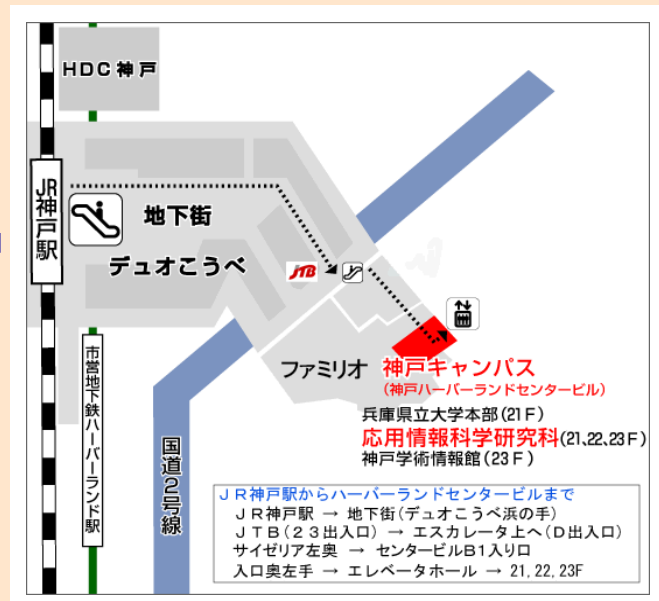 HDC神戸
JR神戸駅
地下街
デュオこうべ
JTB
ファミリオ
神戸キャンパス
(神戸ハーバーランドセンタービル)
兵庫県立大学本部(21F)
応用情報科学研究科(21､22､23F)
神戸学術情報館(23F)
市営地下鉄ハーバーランド駅
国道2号線
JR神戸駅からハーバーランドセンタービルまで
JR神戸駅 → 地下街(デュオこうべ浜の手)
JTB(23出入口) → エスカレータ上へ(D出入口)
サイゼリア左奥 → センタービルB1入り口
入口奥左手 → エレベータホール → 21,22,23F